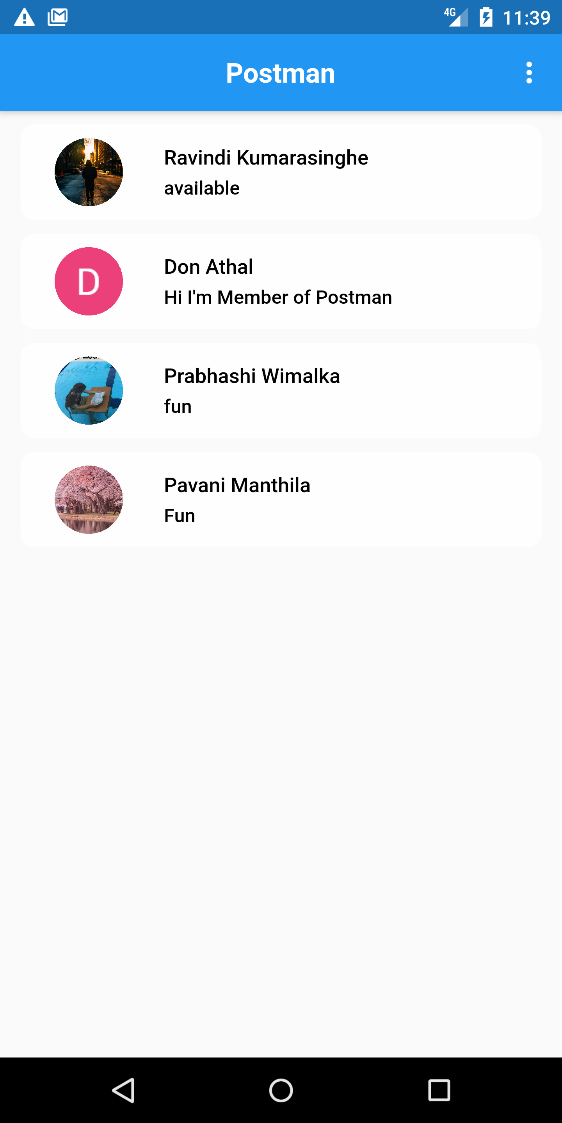 4G 11:39
Postman
Ravindi Kumarasinghe
available
D
Don Athal
Hi I'm Member of Postman
Prabhashi Wimalka
fun
Pavani Manthila
Fun